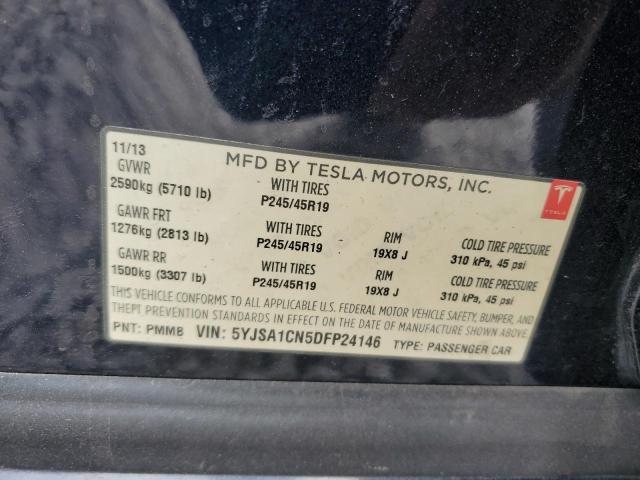 11/13
MFD BY TESLA MOTORS, INC.
GVWR
2590kg (5710 lb) WITH TIRES P245/45R19
GAWR FRT
1276kg (2813 lb) WITH TIRES P245/45R19 RIM 19X8 J COLD TIRE PRESSURE 310 kPa, 45 psi
GAWR RR
1500kg (3307 lb) WITH TIRES P245/45R19 RIM 19X8 J COLD TIRE PRESSURE 310 kPa, 45 psi
THIS VEHICLE CONFORMS TO ALL APPLICABLE U.S. FEDERAL MOTOR VEHICLE SAFETY, BUMPER, AND
THEFT PREVENTION STANDARDS IN EFFECT ON THE DATE OF MANUFACTURE SHOWN ABOVE.
PNT: PMMB VIN: 5YJSA1CN5DFP24146 TYPE: PASSENGER CAR
TESLA